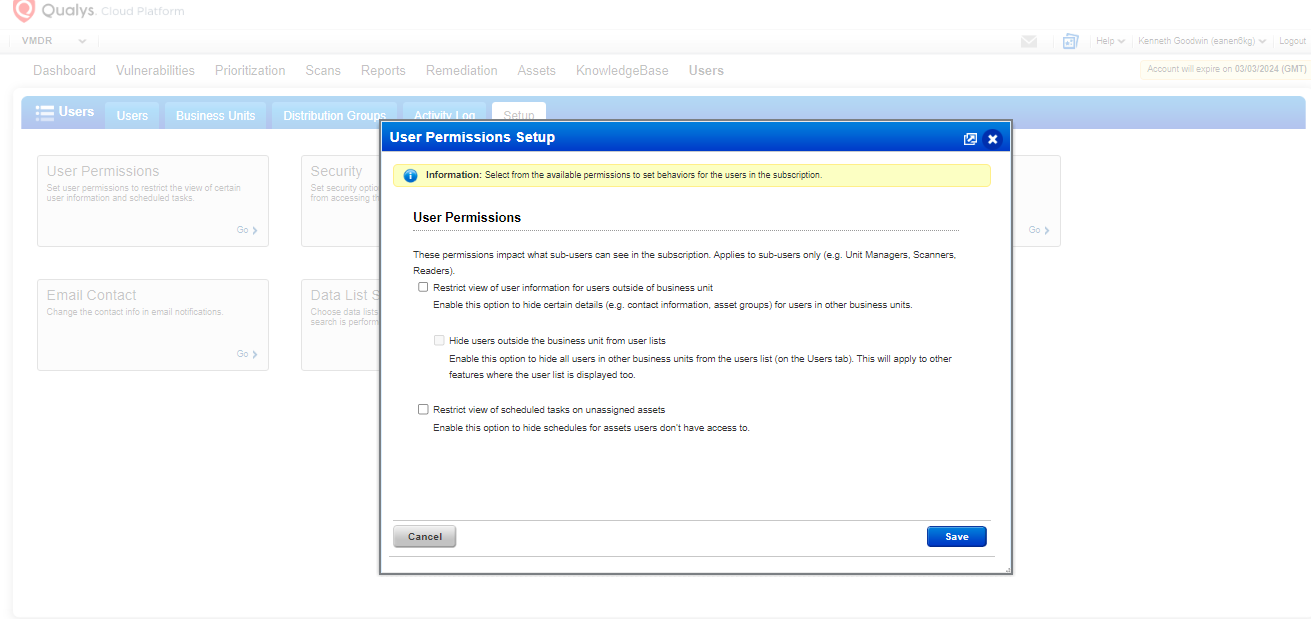 Qualys. Cloud Platform
VMDR
Help
Kenneth Goodwin (eanen6kg)
Logout
Dashboard
Vulnerabilities
Prioritization
Scans
Reports
Remediation
Assets
KnowledgeBase
Users
Account will expire on 03/03/2024 (GMT)
Users
Users
Business Units
Distribution Groups
Activity Log
Setup
User Permissions
Set user permissions to restrict the view of certain
user information and scheduled tasks.
Go
Security
Set security optio
from accessing th
Go
Email Contact
Change the contact info in email notifications.
Go
Data List S
Choose data lists
search is perform
User Permissions Setup
Information: Select from the available permissions to set behaviors for the users in the subscription.
User Permissions
These permissions impact what sub-users can see in the subscription. Applies to sub-users only (e.g. Unit Managers, Scanners,
Readers).
Restrict view of user information for users outside of business unit
Enable this option to hide certain details (e.g. contact information, asset groups) for users in other business units.
Hide users outside the business unit from user lists
Enable this option to hide all users in other business units from the users list (on the Users tab). This will apply to other
features where the user list is displayed too.
Restrict view of scheduled tasks on unassigned assets
Enable this option to hide schedules for assets users don't have access to.
Cancel
Save